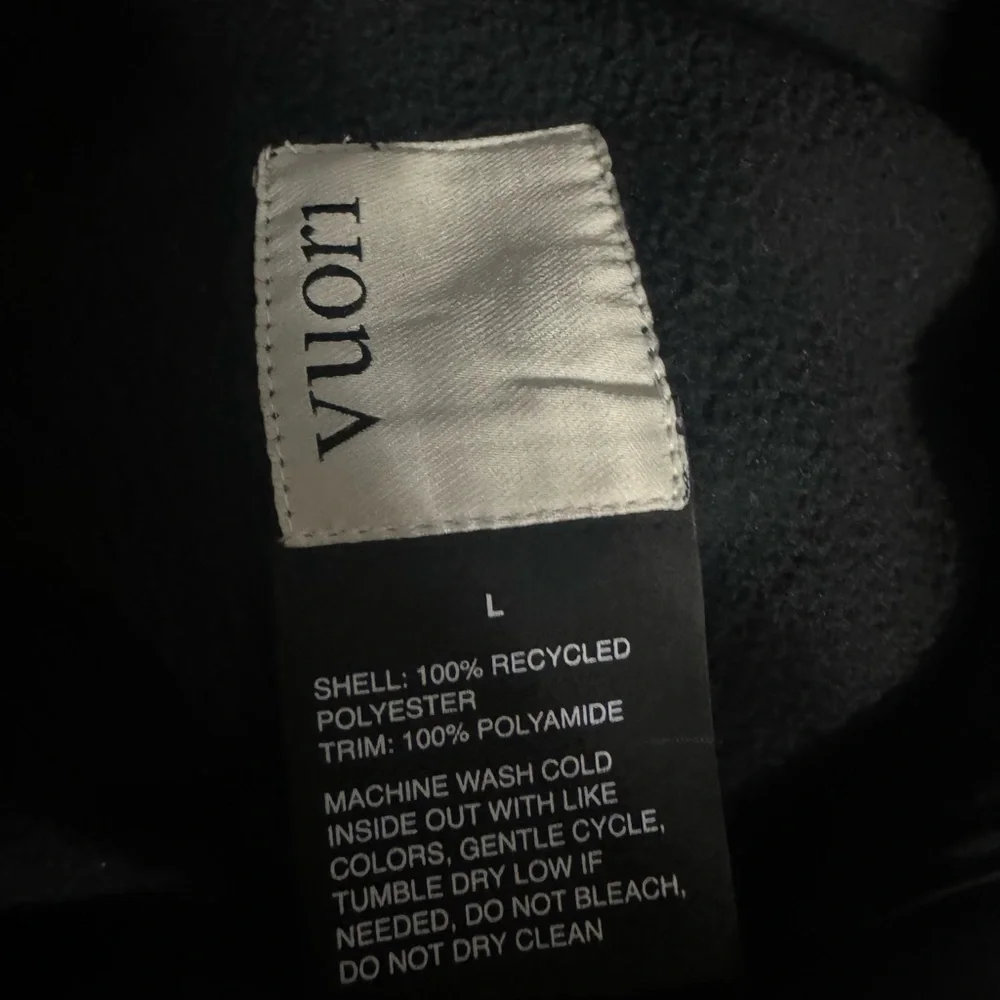 vuori
L
SHELL: 100% RECYCLED
POLYESTER
TRIM: 100% POLYAMIDE
MACHINE WASH COLD
INSIDE OUT WITH LIKE
COLORS, GENTLE CYCLE,
TUMBLE DRY LOW IF
NEEDED, DO NOT BLEACH,
DO NOT DRY CLEAN